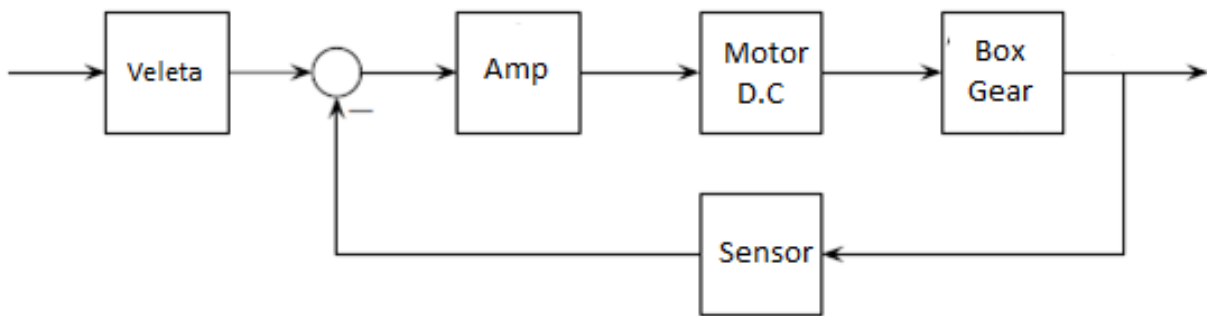 Veleta
Amp
Motor
D.C
Box
Gear
—
Sensor